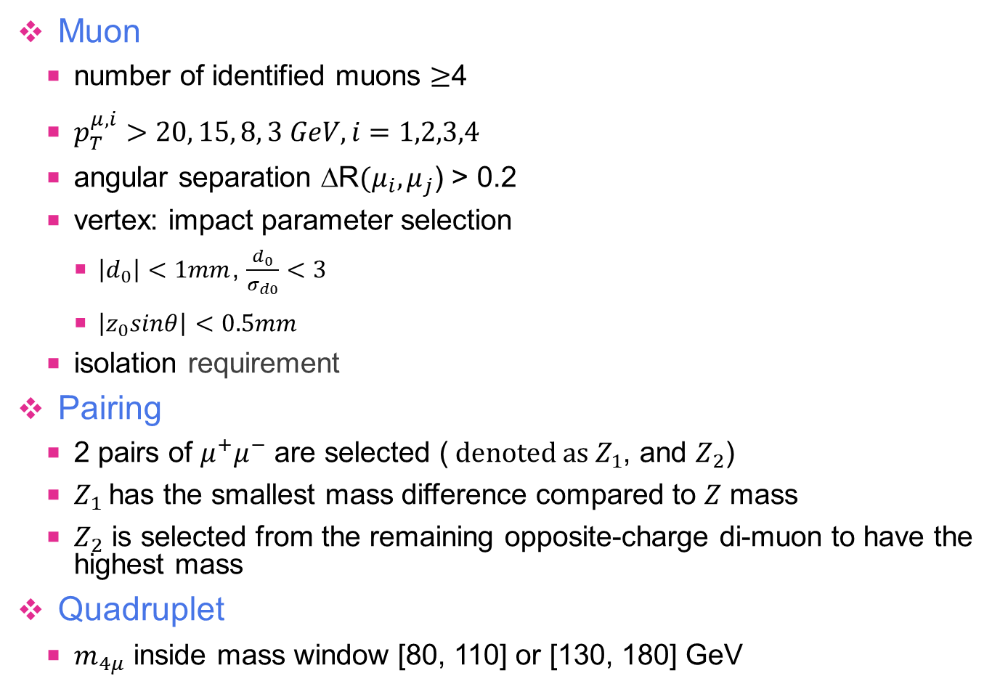 Muon
number of identified muons ≥4
$p_T^{\mu,i} > 20, 15, 8, 3\ GeV, i = 1,2,3,4$
angular separation ΔR($\mu_i, \mu_j$) > 0.2
vertex: impact parameter selection
$|d_0| < 1mm, \frac{d_0}{\sigma_{d0}} < 3$
$|z_0 sin\theta| < 0.5mm$
isolation requirement
Pairing
2 pairs of $\mu^+\mu^-$ are selected ( denoted as $Z_1$, and $Z_2$)
$Z_1$ has the smallest mass difference compared to $Z$ mass
$Z_2$ is selected from the remaining opposite-charge di-muon to have the
highest mass
Quadruplet
$m_{4\mu}$ inside mass window [80, 110] or [130, 180] GeV